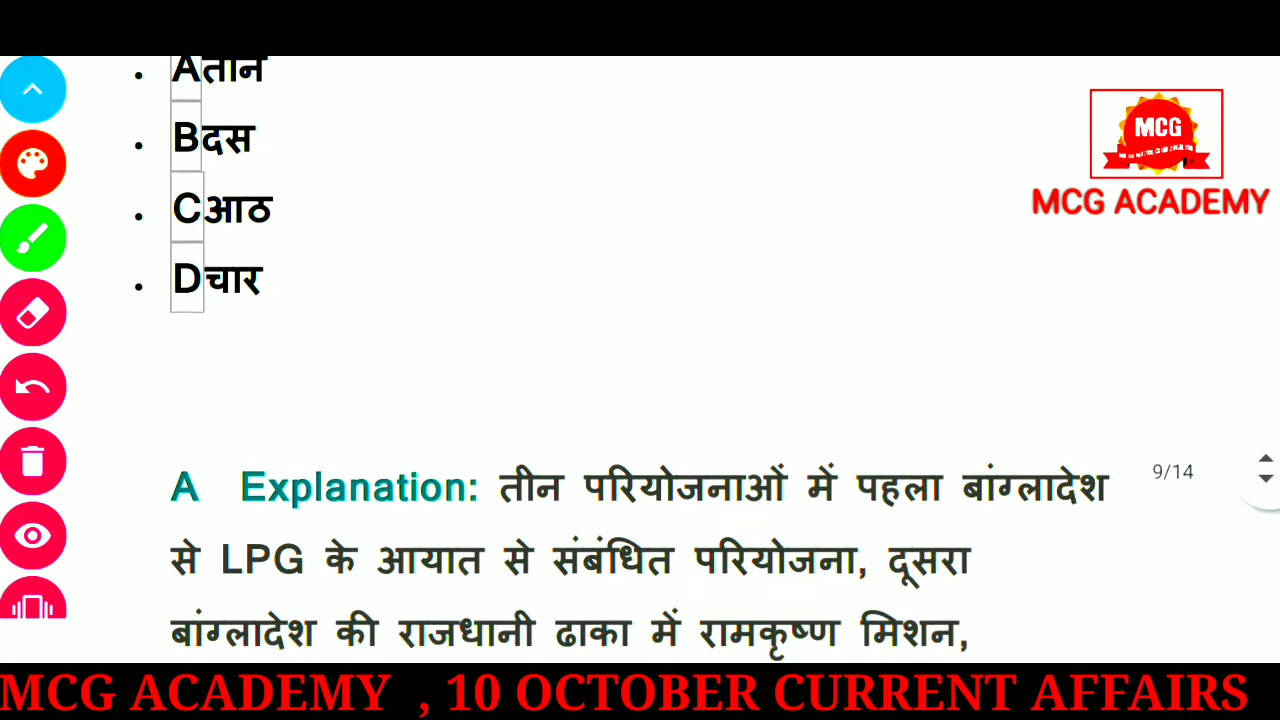 Aतीन
Bदस
Cआठ
Dचार
MCG
MCG ACADEMY
A Explanation: तीन परियोजनाओं में पहला बांग्लादेश
9/14
से LPG के आयात से संबंधित परियोजना, दूसरा
बांग्लादेश की राजधानी ढाका में रामकृष्ण मिशन,
MCG ACADEMY , 10 OCTOBER CURRENT AFFAIRS